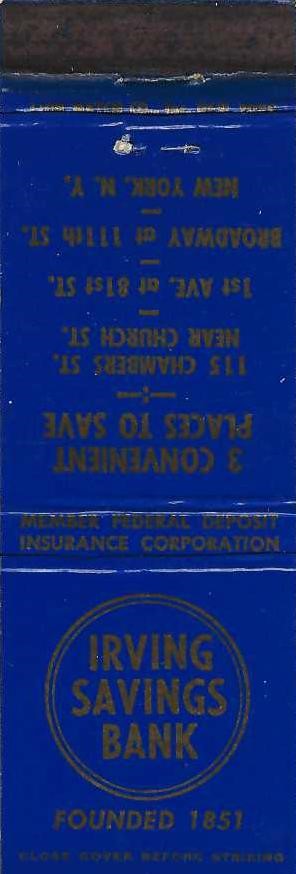 3 CONVENIENT
PLACES TO SAVE
115 CHAMBERS ST.
NEAR CHURCH ST.
1st AVE. at 81st ST.
BROADWAY at 111th ST.
NEW YORK, N. Y.
MEMBER FEDERAL DEPOSIT
INSURANCE CORPORATION
IRVING
SAVINGS
BANK
FOUNDED 1851
CLOSE COVER BEFORE STRIKING